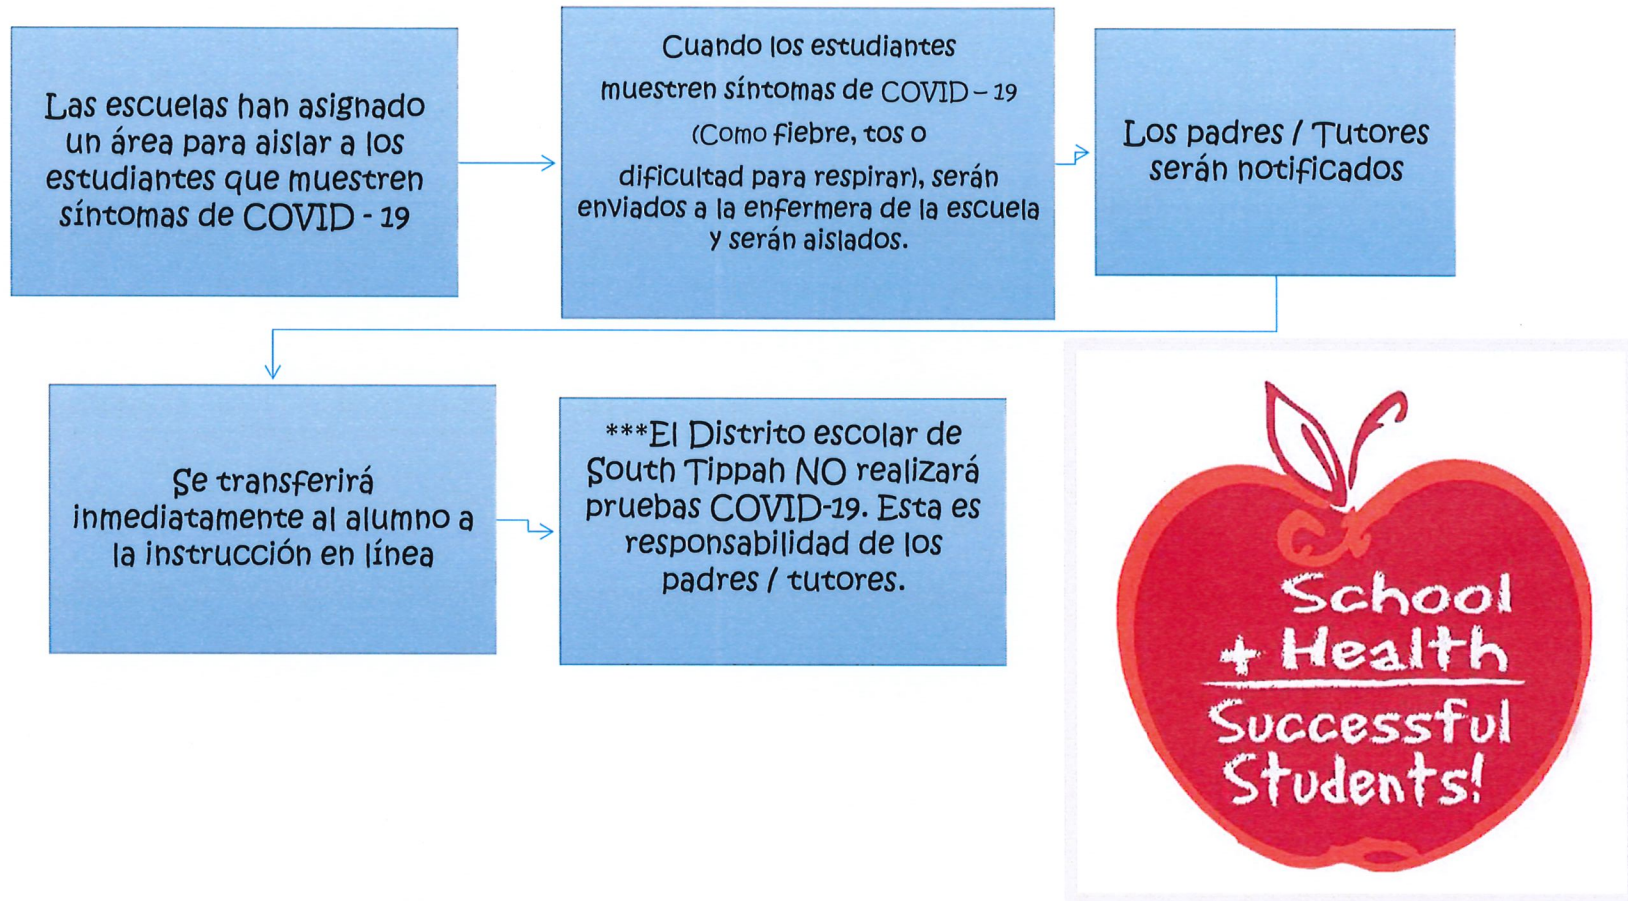 Las escuelas han asignado
un área para aislar a los
estudiantes que muestren
síntomas de COVID - 19
Cuando los estudiantes
muestren síntomas de COVID – 19
(Como fiebre, tos o
dificultad para respirar), serán
enviados a la enfermera de la escuela
y serán aislados.
Los padres / Tutores
serán notificados
Se transferirá
inmediatamente al alumno a
la instrucción en línea
***El Distrito escolar de
South Tippah NO realizará
pruebas COVID-19. Esta es
responsabilidad de los
padres / tutores.
School
+ Health
Successful
Students!